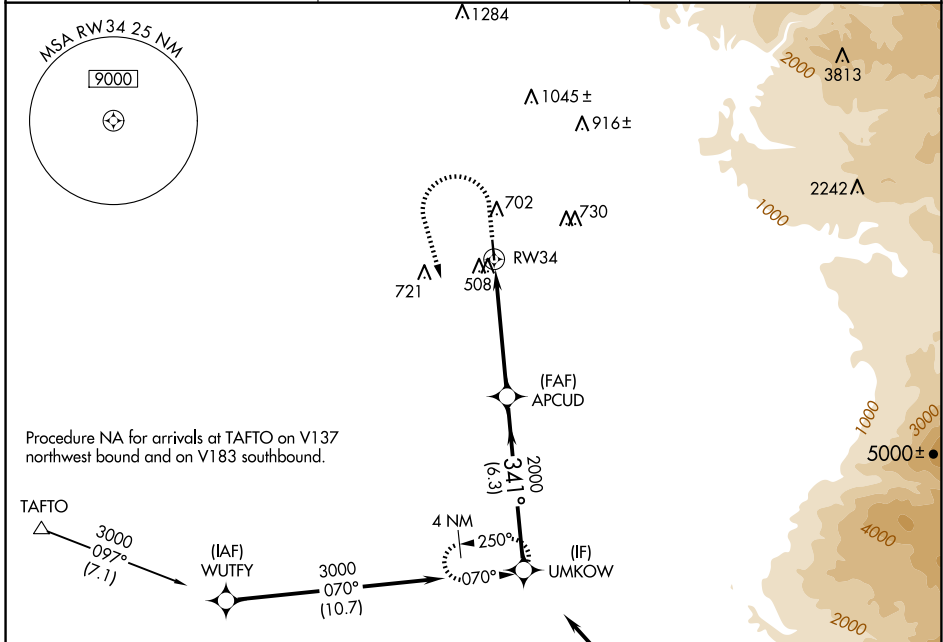 1284
MSA RW34 25 NM
9000
2000
3813
1045±
916±
2242
1000
702
730
RW34
721
508
(FAF)
APCUD
1000
3000
5000±
Procedure NA for arrivals at TAFTO on V137
northwest bound and on V183 southbound.
2000
341°
(6.3)
TAFTO
3000
097°
(7.1)
(IAF)
WUTFY
3000
070°
(10.7)
4 NM
250°
070°
(IF)
UMKOW
4000
2000